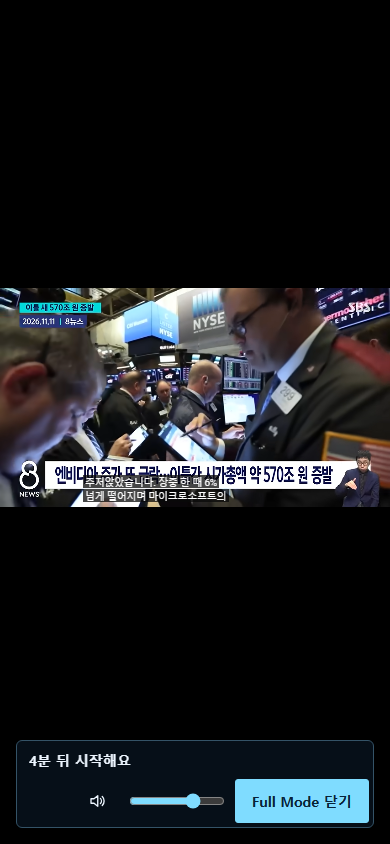 이틀 새 570조 원 증발
2026.11.11 | 8뉴스
SBS
NYSE
8
NEWS
엔비디아 주가 또 급락…이틀간 시가총액 약 570조 원 증발
주저앉았습니다. 장중 한 때 6%
넘게 떨어지며 마이크로소프트의
4분 뒤 시작해요
Full Mode 닫기